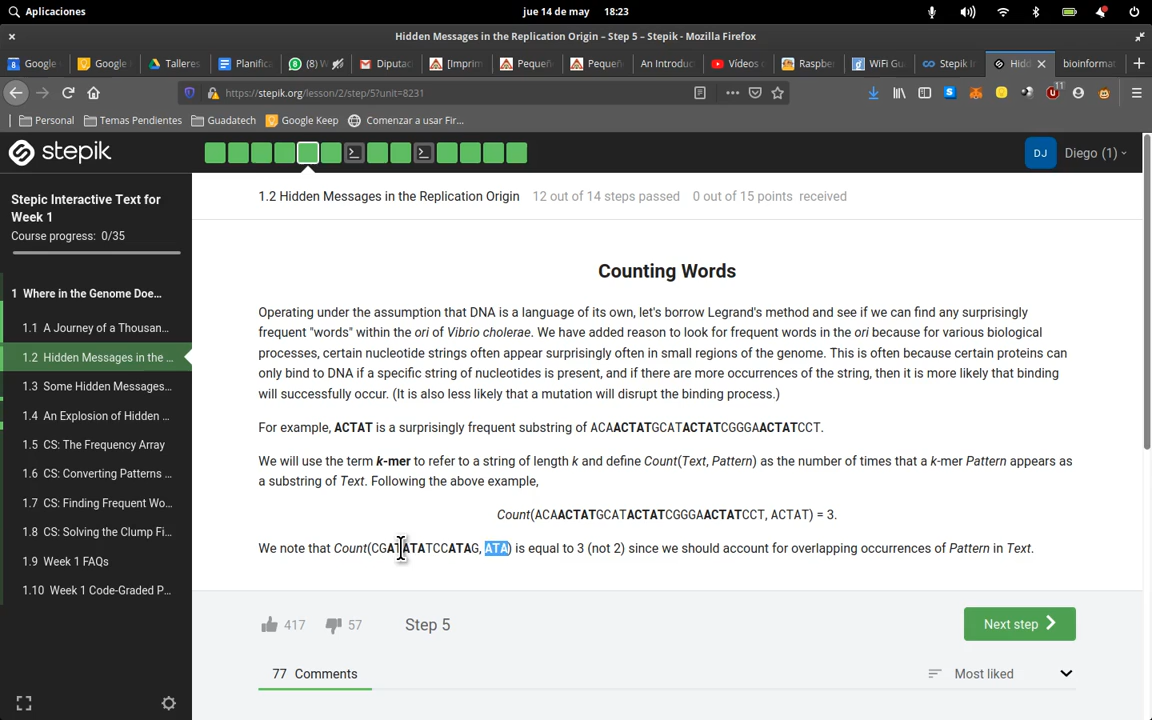 Aplicaciones jue 14 de may 18:23
Hidden Messages in the Replication Origin – Step 5 – Stepik - Mozilla Firefox
Google Google Talleres Planific (8) W Gmail Diputac [Imprim Pequeñ Pequeñ An Introduc Vídeos Raspbe WiFi Gu Stepik I Hidd bioinformat
https://stepik.org/lesson/2/step/5?unit=8231 11
Personal Temas Pendientes Guadatech Google Keep Comenzar a usar Fir...
stepik DJ Diego (1)
Stepic Interactive Text for
Week 1
Course progress: 0/35
1 Where in the Genome Doe...
1.1 A Journey of a Thousan...
1.2 Hidden Messages in the ...
1.3 Some Hidden Messages...
1.4 An Explosion of Hidden ...
1.5 CS: The Frequency Array
1.6 CS: Converting Patterns ...
1.7 CS: Finding Frequent Wo...
1.8 CS: Solving the Clump Fi...
1.9 Week 1 FAQs
1.10 Week 1 Code-Graded P...
1.2 Hidden Messages in the Replication Origin 12 out of 14 steps passed 0 out of 15 points received
Counting Words
Operating under the assumption that DNA is a language of its own, let's borrow Legrand's method and see if we can find any surprisingly
frequent "words" within the ori of Vibrio cholerae. We have added reason to look for frequent words in the ori because for various biological
processes, certain nucleotide strings often appear surprisingly often in small regions of the genome. This is often because certain proteins can
only bind to DNA if a specific string of nucleotides is present, and if there are more occurrences of the string, then it is more likely that binding
will successfully occur. (It is also less likely that a mutation will disrupt the binding process.)
For example, ACTAT is a surprisingly frequent substring of ACAACTATGCATACTATCGGGAACTATCCT.
We will use the term k-mer to refer to a string of length k and define Count(Text, Pattern) as the number of times that a k-mer Pattern appears as
a substring of Text. Following the above example,
Count(ACAACTATGCATACTATCGGGAACTATCCT, ACTAT) = 3.
We note that Count(CGATATATCCATAG, ATA) is equal to 3 (not 2) since we should account for overlapping occurrences of Pattern in Text.
417 57 Step 5 Next step
77 Comments Most liked